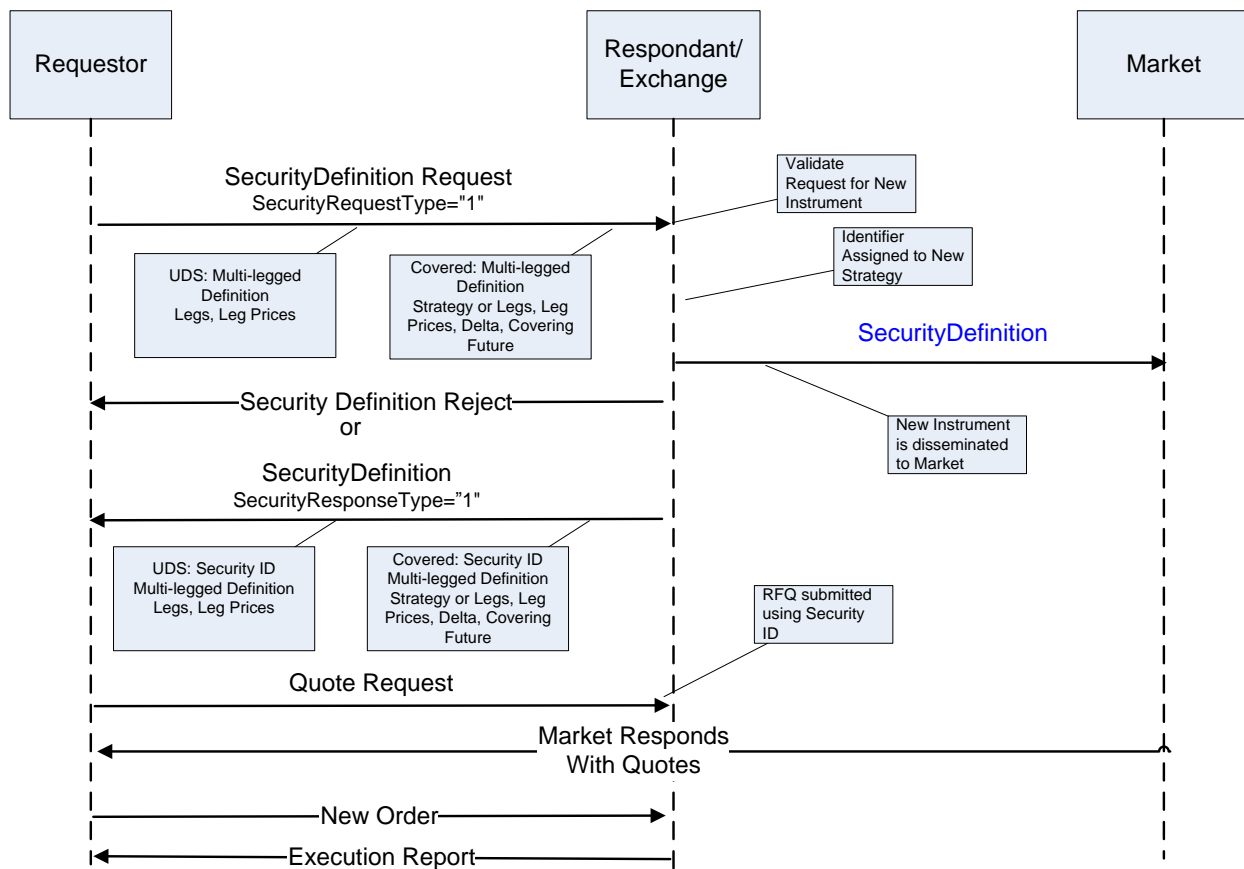 Requestor
Respondant/
Exchange
Market
SecurityDefinition Request
SecurityRequestType="1"
Validate
Request for New
Instrument
UDS: Multi-legged
Definition
Legs, Leg Prices
Covered: Multi-legged
Definition
Strategy or Legs, Leg
Prices, Delta, Covering
Future
Identifier
Assigned to New
Strategy
SecurityDefinition
Security Definition Reject
or
New Instrument
is disseminated
to Market
SecurityDefinition
SecurityResponseType=”1"
UDS: Security ID
Multi-legged Definition
Legs, Leg Prices
Covered: Security ID
Multi-legged Definition
Strategy or Legs, Leg
Prices, Delta, Covering
Future
RFQ submitted
using Security
ID
Quote Request
Market Responds
With Quotes
New Order
Execution Report